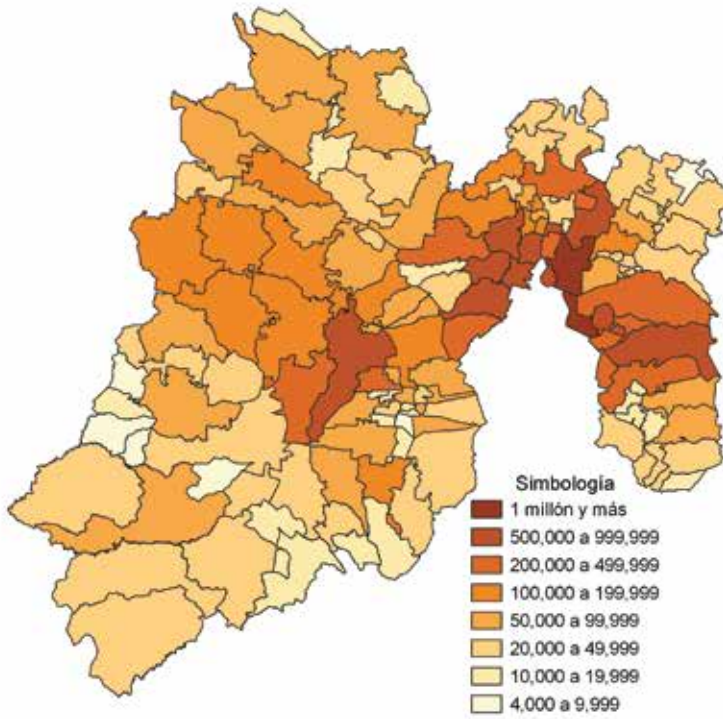 Simbología
1 millón y más
500,000 a 999,999
200,000 a 499,999
100,000 a 199,999
50,000 a 99,999
20,000 a 49,999
10,000 a 19,999
4,000 a 9,999